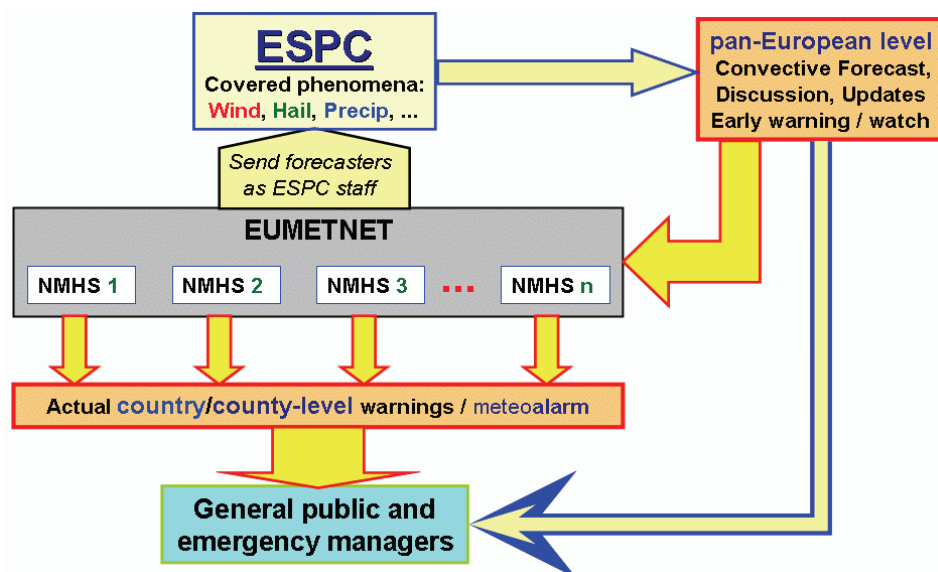 ESPC
Covered phenomena:
Wind, Hail, Precip, ...
pan-European level
Convective Forecast,
Discussion, Updates
Early warning / watch
Send forecasters
as ESPC staff
EUMETNET
NMHS 1
NMHS 2
NMHS 3
...
NMHS n
Actual country/county-level warnings / meteoalarm
General public and
emergency managers